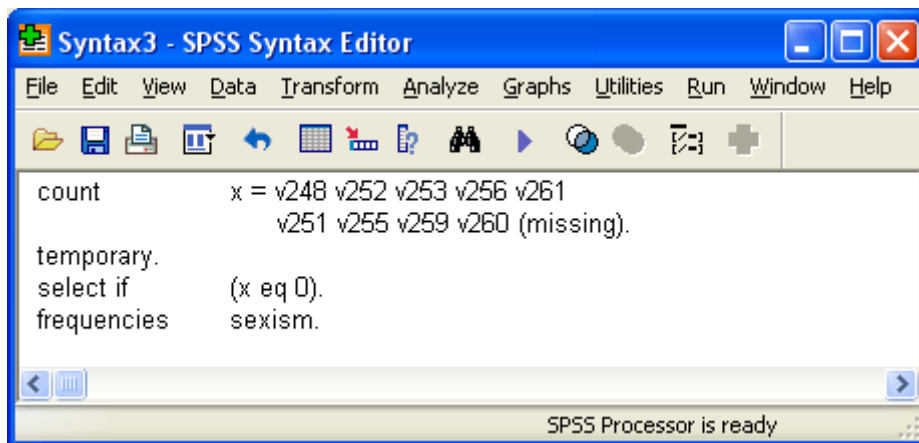 Syntax3 - SPSS Syntax Editor
File Edit View Data Transform Analyze Graphs Utilities Run Window Help
count x = v248 v252 v253 v256 v261
v251 v255 v259 v260 (missing).
temporary.
select if (x eq 0).
frequencies sexism.
SPSS Processor is ready